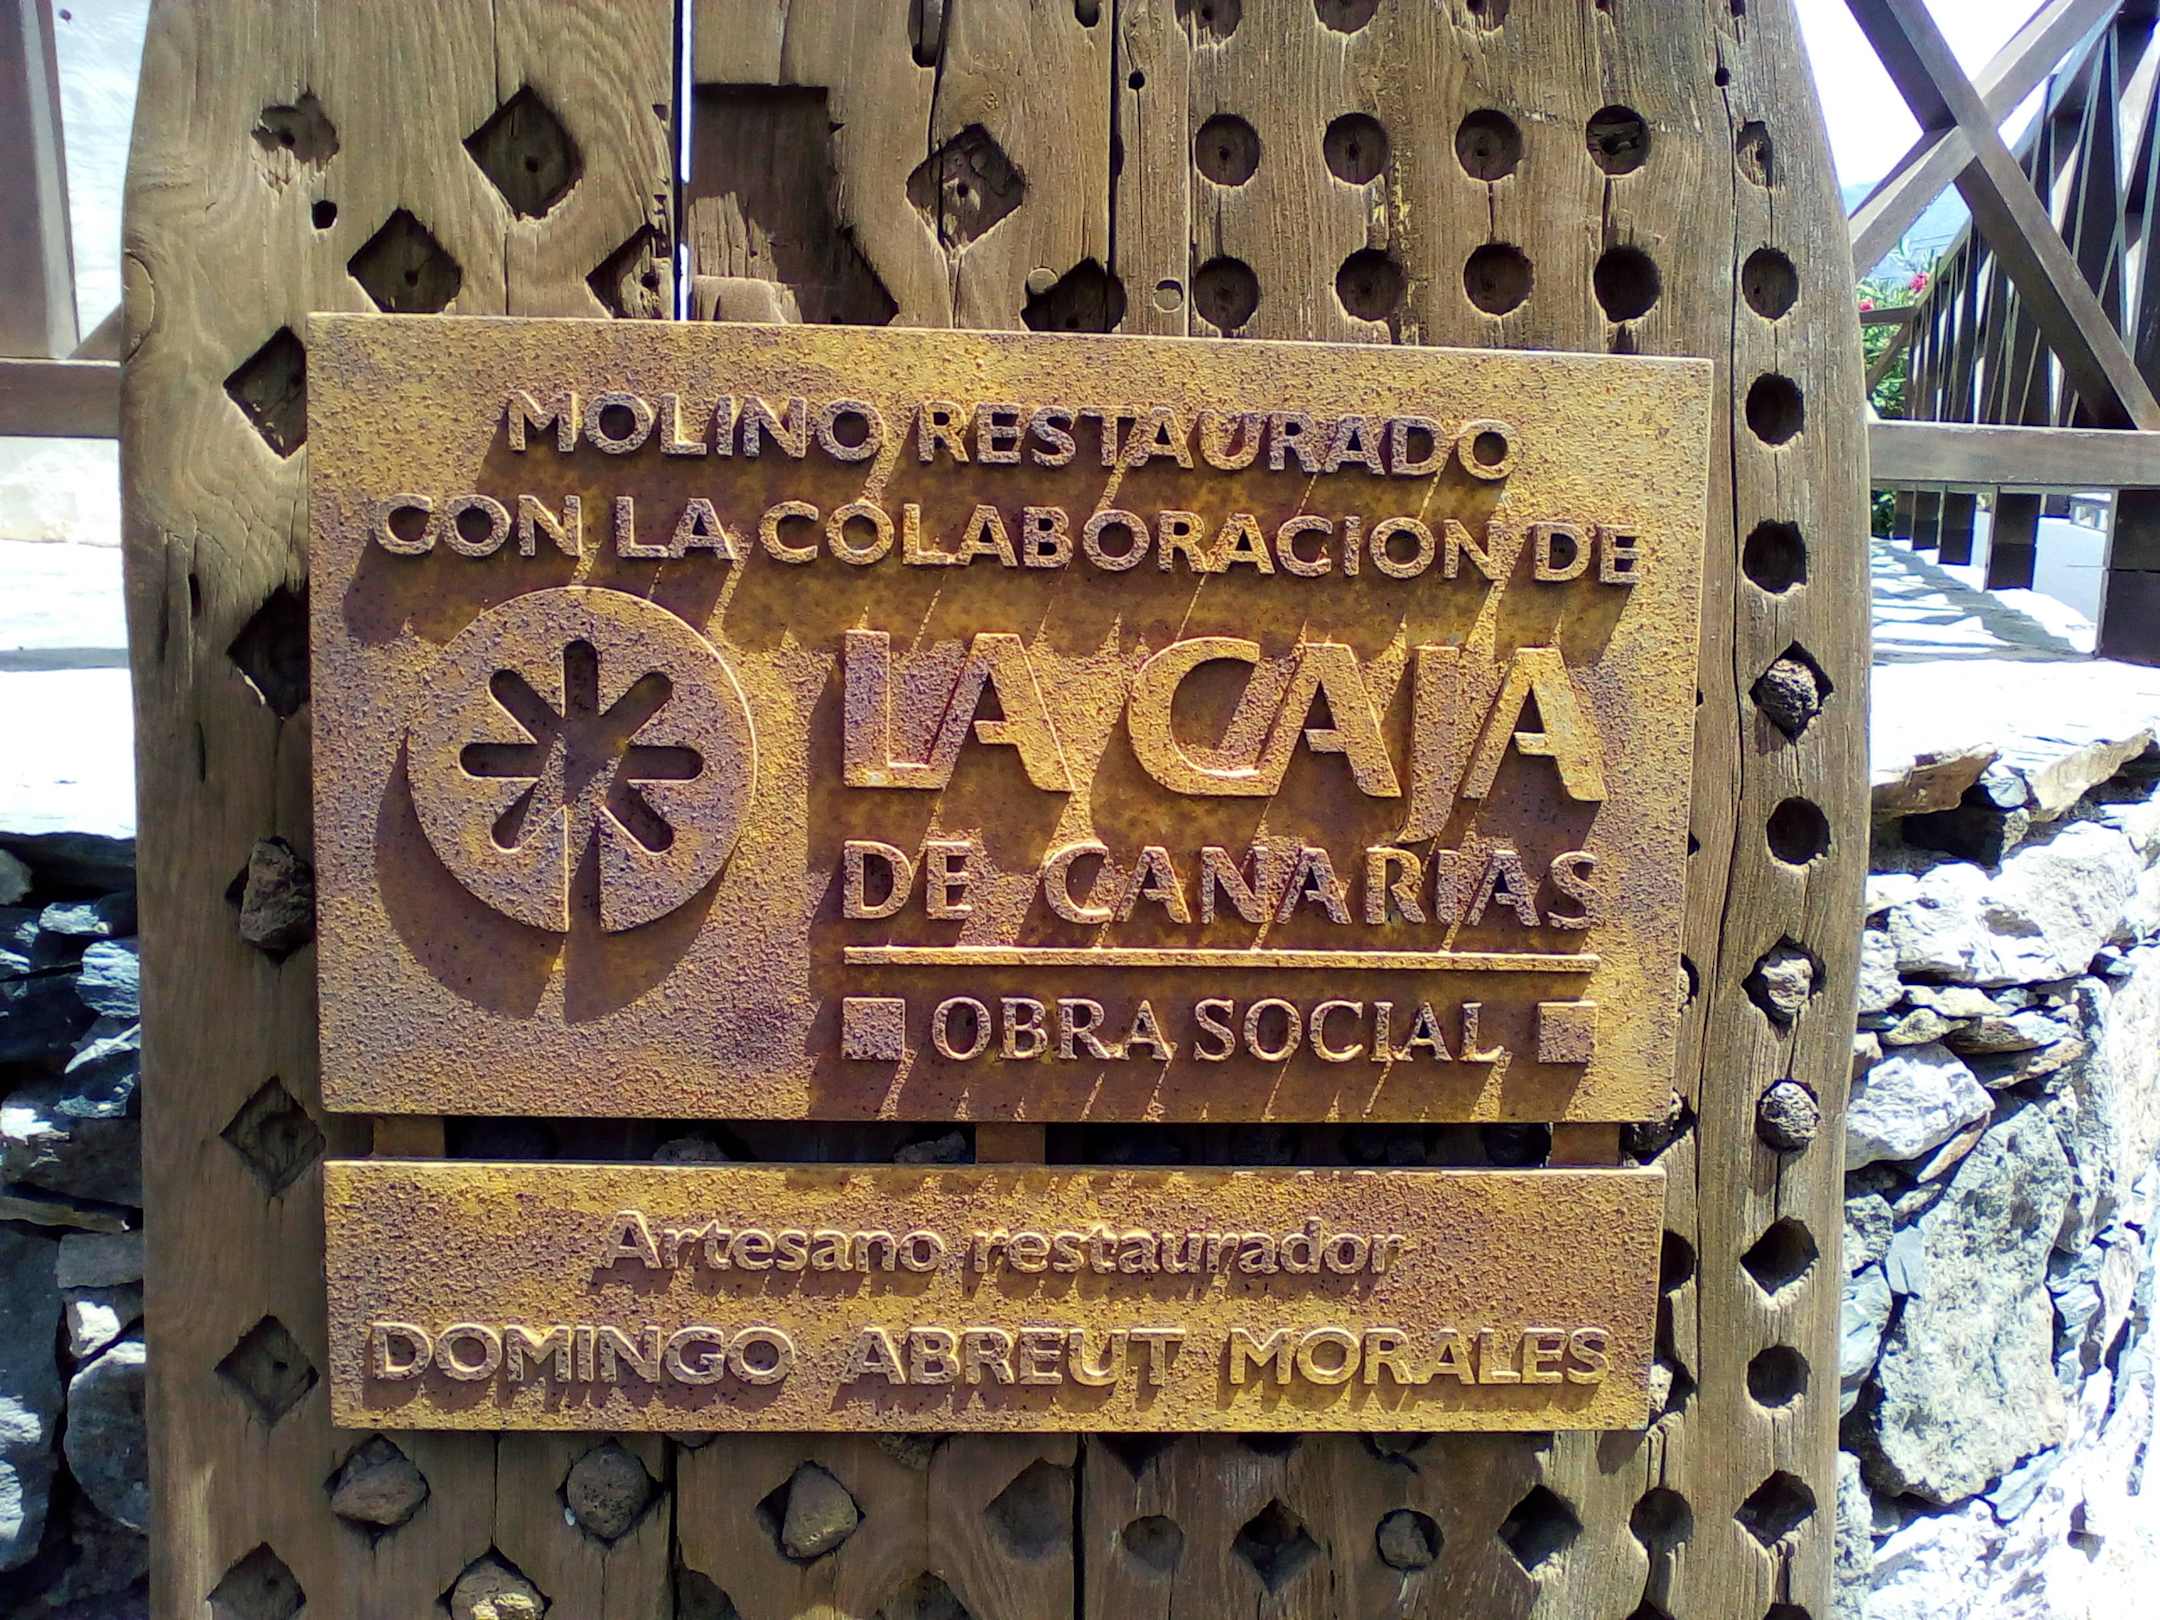 MOLINO RESTAURADO
CON LA COLABORACION DE
LA CAJA
DE CANARIAS
OBRA SOCIAL
Artesano restaurador
DOMINGO ABREUT MORALES